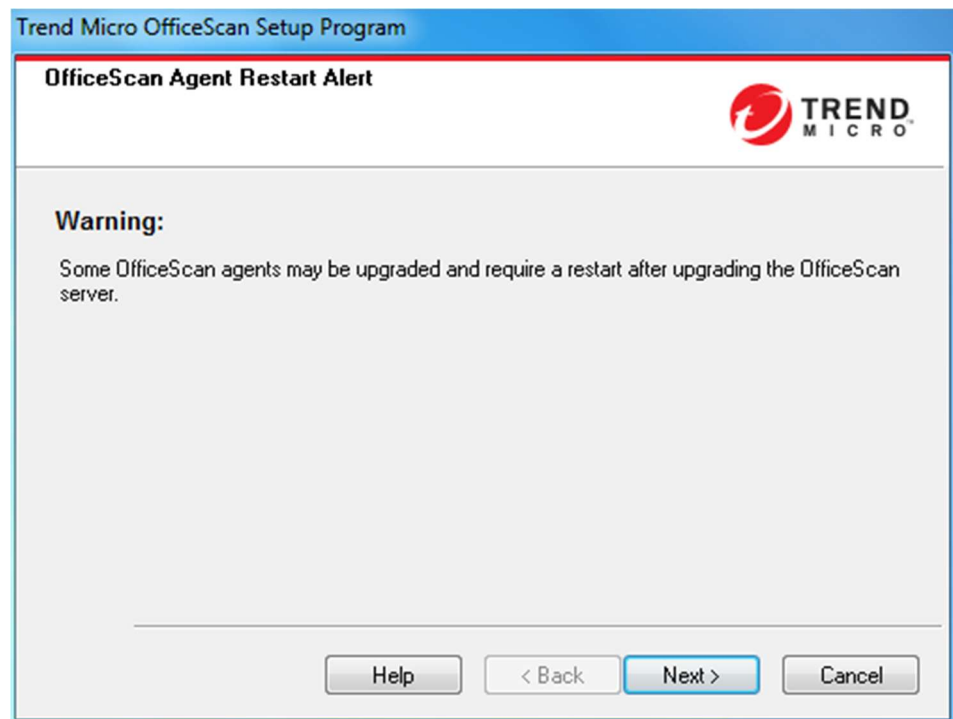 Trend Micro OfficeScan Setup Program
OfficeScan Agent Restart Alert
TREND
MICRO
Warning:
Some OfficeScan agents may be upgraded and require a restart after upgrading the OfficeScan
server.
Help
< Back
Next >
Cancel